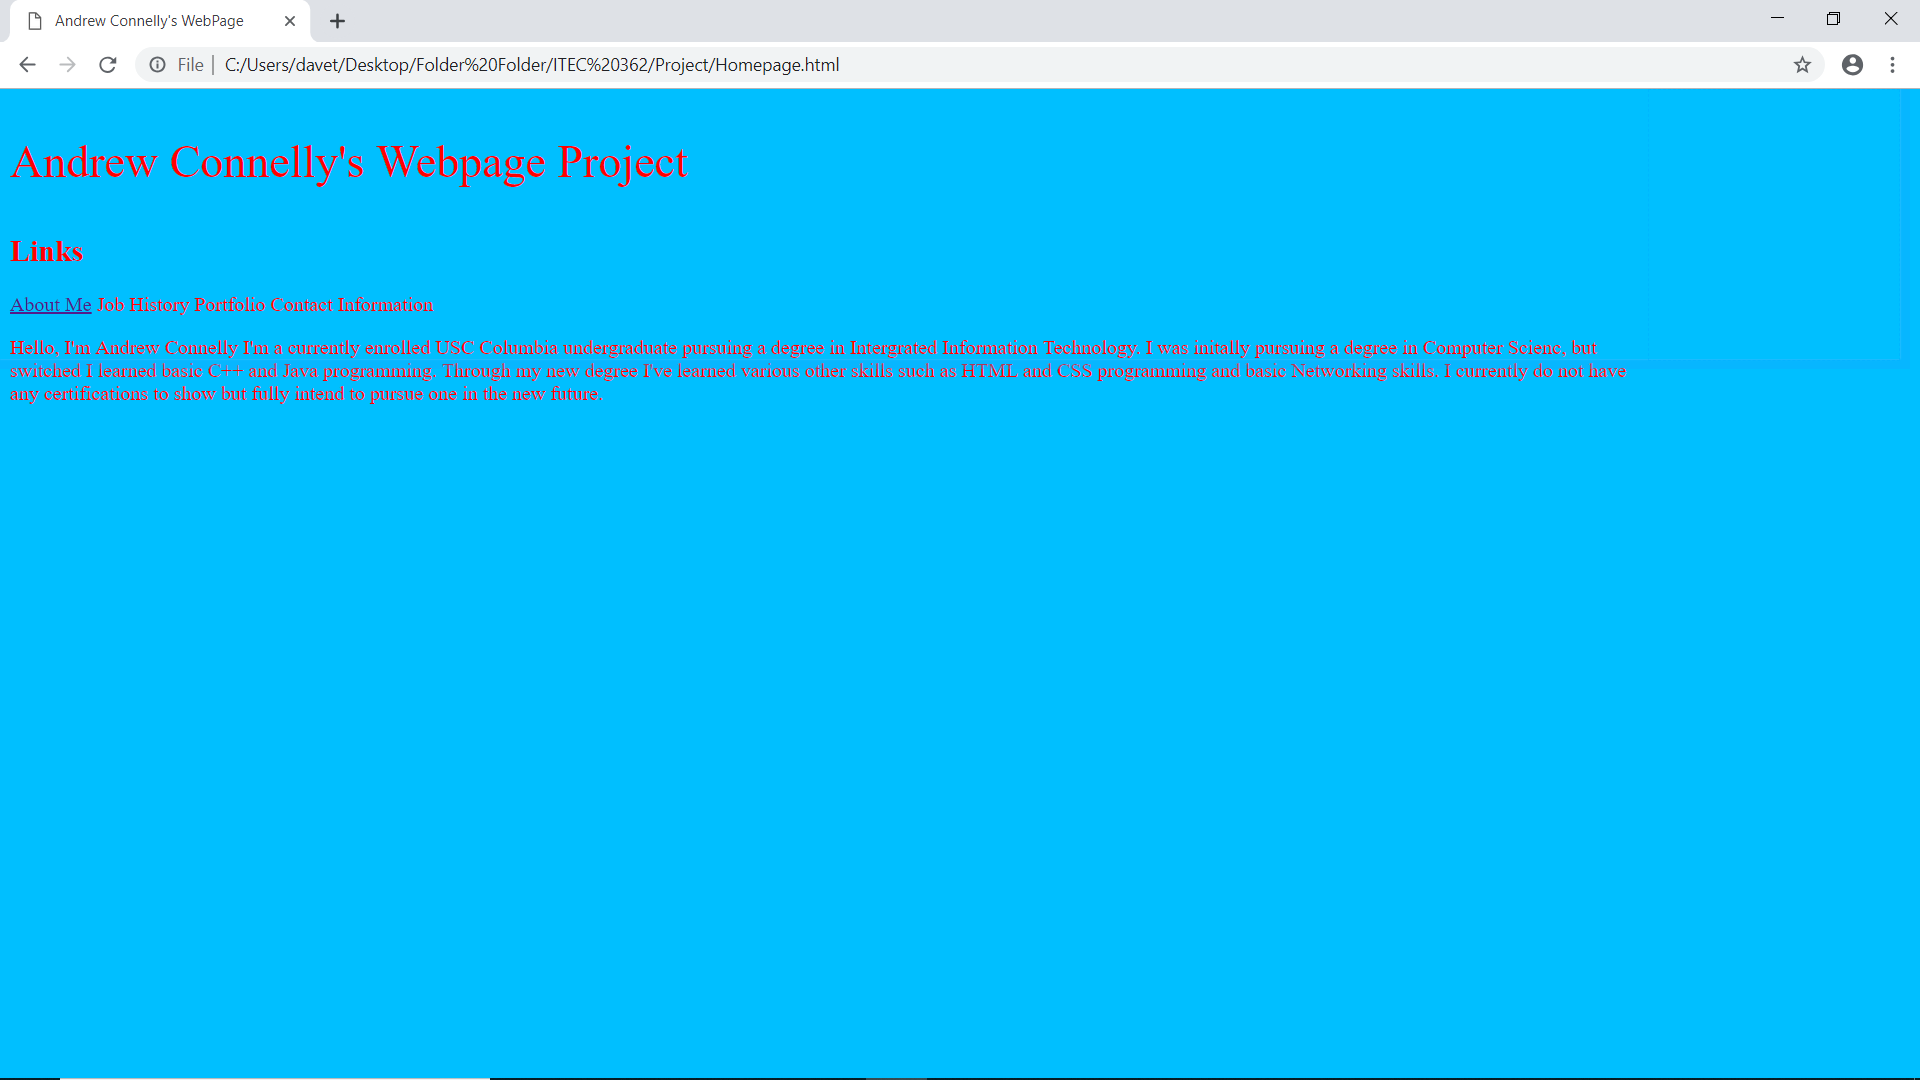 Andrew Connelly's WebPage
File | C:/Users/davet/Desktop/Folder%20Folder/ITEC%20362/Project/Homepage.html
Andrew Connelly's Webpage Project
Links
About Me Job History Portfolio Contact Information
Hello, I'm Andrew Connelly I'm a currently enrolled USC Columbia undergraduate pursuing a degree in Intergrated Information Technology. I was initally pursuing a degree in Computer Scienc, but
switched I learned basic C++ and Java programming. Through my new degree I've learned various other skills such as HTML and CSS programming and basic Networking skills. I currently do not have
any certifications to show but fully intend to pursue one in the new future.